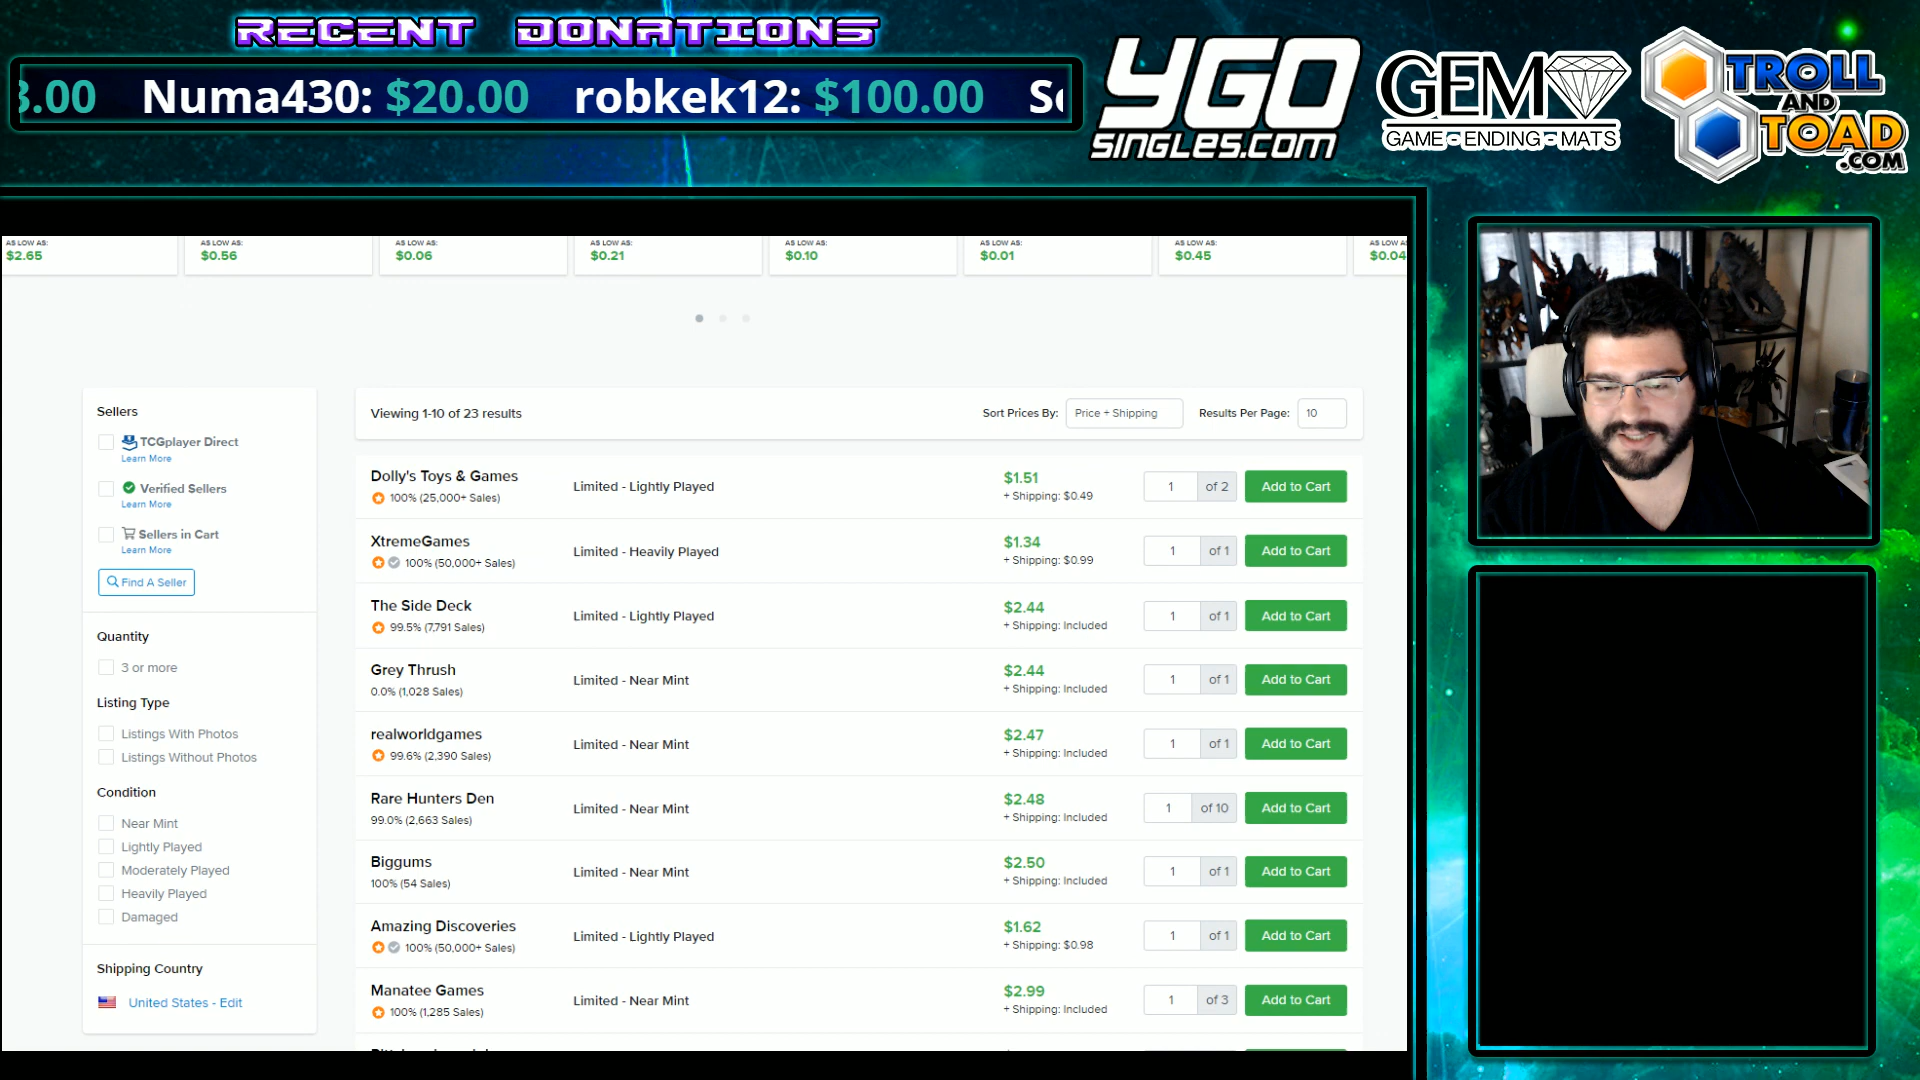 RECENT DONATIONS
3.00 Numa430: $20.00 robkek12: $100.00
YGO
SINGLES.COM
GEM
GAME - ENDING - MATS
TROLL
AND
TOAD
.COM
AS LOW AS: AS LOW AS: AS LOW AS: AS LOW AS: AS LOW AS: AS LOW AS: AS LOW AS: AS LOW AS:
$2.65 $0.56 $0.06 $0.21 $0.10 $0.01 $0.45 $0.04
Sellers
TCGplayer Direct
Learn More
Verified Sellers
Learn More
Sellers in Cart
Learn More
Find A Seller
Quantity
3 or more
Listing Type
Listings With Photos
Listings Without Photos
Condition
Near Mint
Lightly Played
Moderately Played
Heavily Played
Damaged
Shipping Country
United States - Edit
Viewing 1-10 of 23 results Sort Prices By: Price + Shipping Results Per Page: 10
Dolly's Toys & Games
100% (25,000+ Sales)
Limited - Lightly Played
$1.51
+ Shipping: $0.49
1 of 2 Add to Cart
XtremeGames
100% (50,000+ Sales)
Limited - Heavily Played
$1.34
+ Shipping: $0.99
1 of 1 Add to Cart
The Side Deck
99.5% (7,791 Sales)
Limited - Lightly Played
$2.44
+ Shipping: Included
1 of 1 Add to Cart
Grey Thrush
0.0% (1,028 Sales)
Limited - Near Mint
$2.44
+ Shipping: Included
1 of 1 Add to Cart
realworldgames
99.6% (2,390 Sales)
Limited - Near Mint
$2.47
+ Shipping: Included
1 of 1 Add to Cart
Rare Hunters Den
99.0% (2,663 Sales)
Limited - Near Mint
$2.48
+ Shipping: Included
1 of 10 Add to Cart
Biggums
100% (54 Sales)
Limited - Near Mint
$2.50
+ Shipping: Included
1 of 1 Add to Cart
Amazing Discoveries
100% (50,000+ Sales)
Limited - Lightly Played
$1.62
+ Shipping: $0.98
1 of 1 Add to Cart
Manatee Games
100% (1,285 Sales)
Limited - Near Mint
$2.99
+ Shipping: Included
1 of 3 Add to Cart